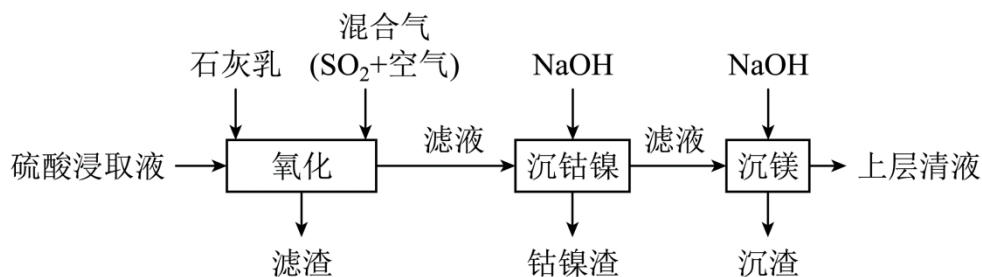 混合气
石灰乳
(SO₂+空气)
NaOH
NaOH
硫酸浸取液
氧化
滤液
沉钴镍
滤液
沉镁
上层清液
滤渣
钴镍渣
沉渣